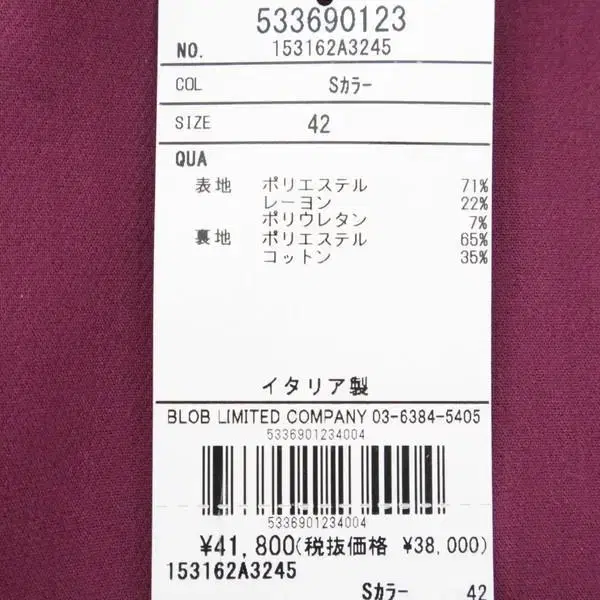 533690123
NO. 153162A3245
COL Sカラー
SIZE 42
QUA
表地 ポリエステル 71%
レーヨン 22%
ポリウレタン 7%
裏地 ポリエステル 65%
コットン 35%
イタリア製
BLOB LIMITED COMPANY 03-6384-5405
5336901234004
5336901234004
¥41,800(税抜価格 ¥38,000)
153162A3245
Sカラー 42